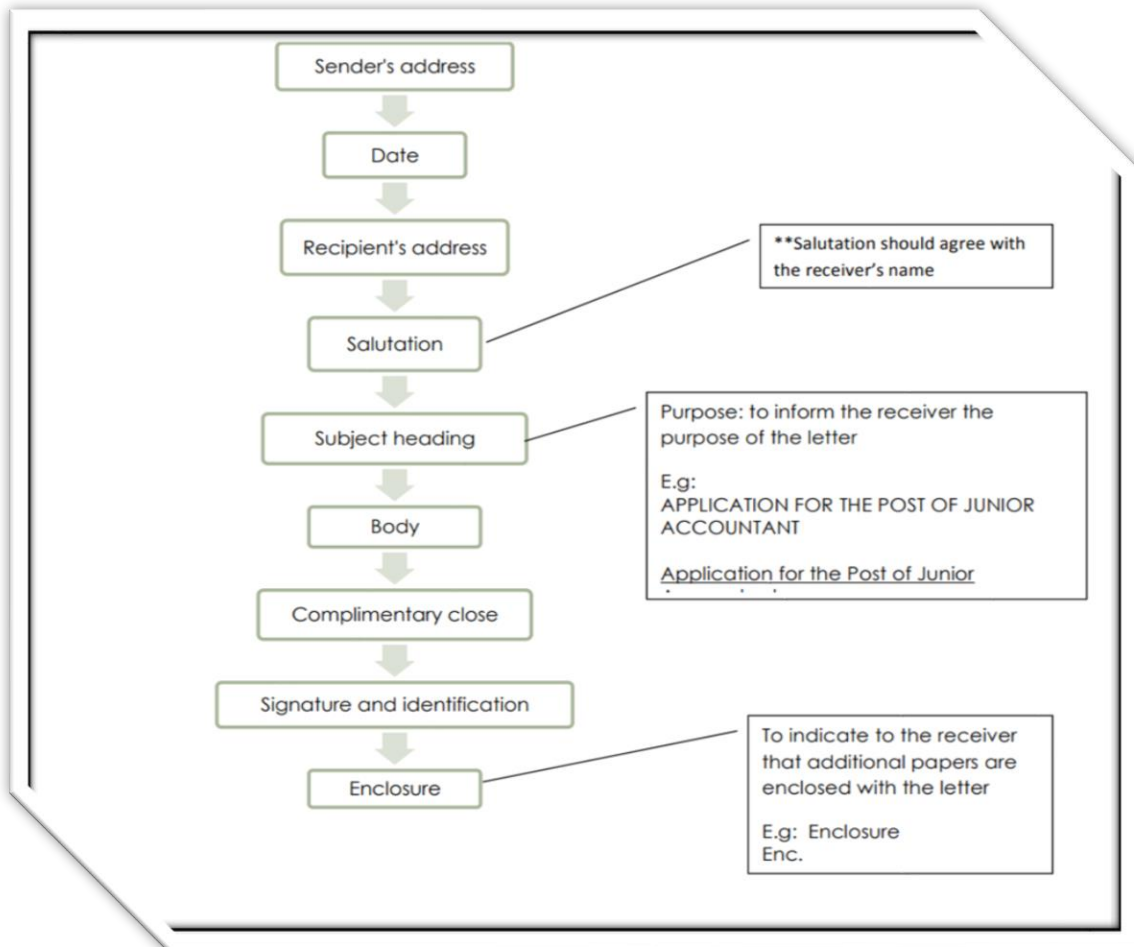 Sender's address
Date
Recipient's address
**Salutation should agree with
the receiver's name
Salutation
Purpose: to inform the receiver the
purpose of the letter
E.g:
APPLICATION FOR THE POST OF JUNIOR
ACCOUNTANT
Application for the Post of Junior
Subject heading
Body
Complimentary close
Signature and identification
To indicate to the receiver
that additional papers are
enclosed with the letter
E.g: Enclosure
Enc.
Enclosure